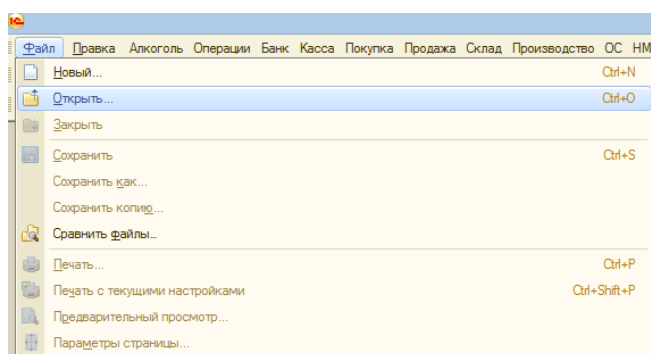 1С
Файл Правка Алкоголь Операции Банк Касса Покупка Продажа Склад Производство ОС НМ
Новый... Ctrl+N
Открыть... Ctrl+O
Закрыть
Сохранить Ctrl+S
Сохранить как...
Сохранить копию...
Сравнить файлы...
Печать... Ctrl+P
Печать с текущими настройками Ctrl+Shift+P
Предварительный просмотр...
Параметры страницы...